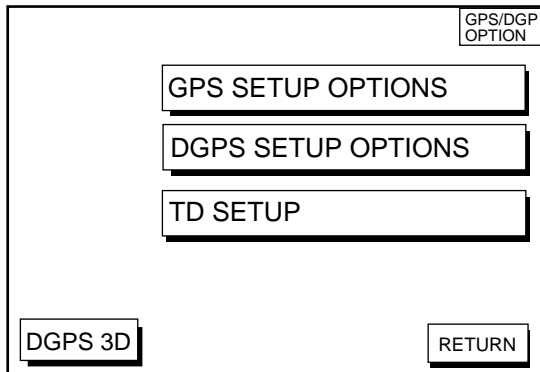 GPS/DGP
OPTION
GPS SETUP OPTIONS
DGPS SETUP OPTIONS
TD SETUP
DGPS 3D
RETURN